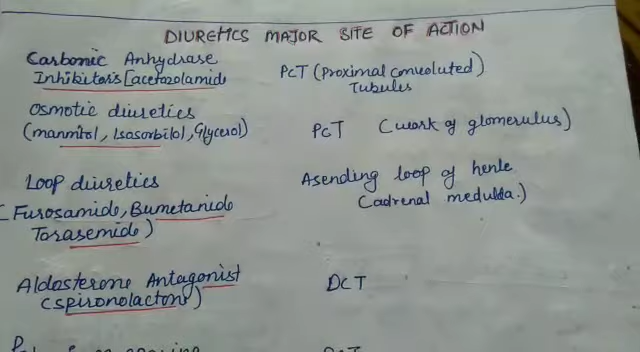 DIURETICS MAJOR SITE OF ACTION
Carbonic Anhydrase
Inhibitors [acetazolamid
PCT (Proximal convoluted)
Tubules
Osmotic diuretics
(mannitol, Isosorbitol, Glycerol)
PCT (work of glomerulus)
Loop diuretics
(Furosamide, Bumetanide
Torasemide)
Asending loop of henle
(adrenal medulla.)
Aldosterone Antagonist
(spironolactone)
DCT